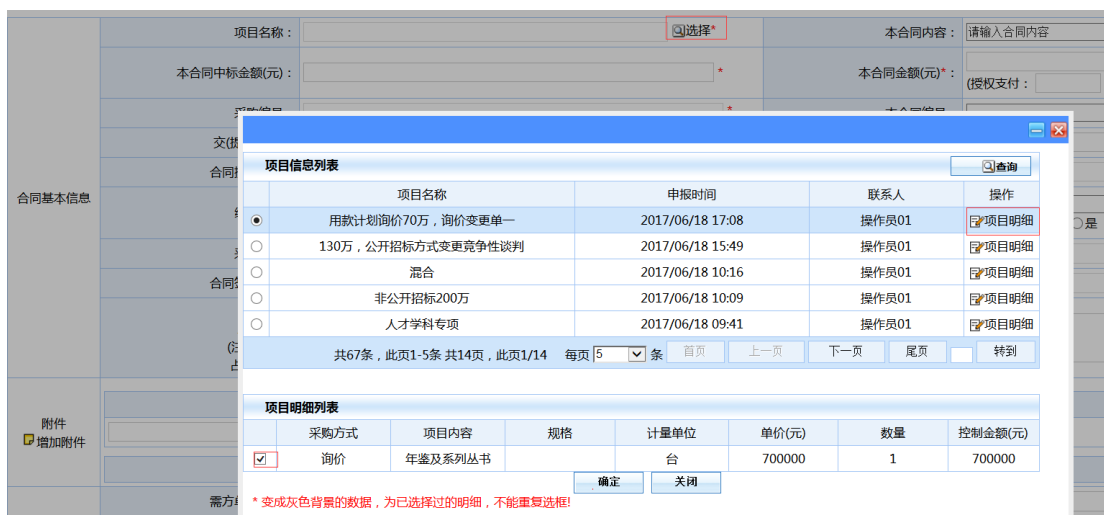 项目名称： 选择* 本合同内容： 请输入合同内容
本合同中标金额(元)： * 本合同金额(元)*：
(授权支付：
* 
交(
合同
合同基本信息
是
合同
附件
增加附件
需方
项目信息列表 查询
项目名称 申报时间 联系人 操作
用款计划询价70万，询价变更单一 2017/06/18 17:08 操作员01 项目明细
130万，公开招标方式变更竞争性谈判 2017/06/18 15:49 操作员01 项目明细
混合 2017/06/18 10:16 操作员01 项目明细
非公开招标200万 2017/06/18 10:09 操作员01 项目明细
人才学科专项 2017/06/18 09:41 操作员01 项目明细
共67条，此页1-5条 共14页，此页1/14 每页 5 条 首页 上一页 下一页 尾页 转到
项目明细列表
采购方式 项目内容 规格 计量单位 单价(元) 数量 控制金额(元)
询价 年鉴及系列丛书 台 700000 1 700000
确定 关闭
* 变成灰色背景的数据，为已选择过的明细，不能重复选框!